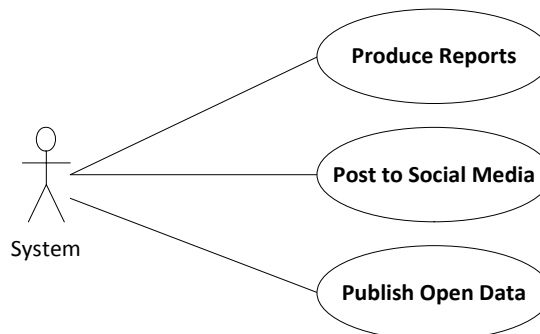 Produce Reports
Post to Social Media
System
Publish Open Data